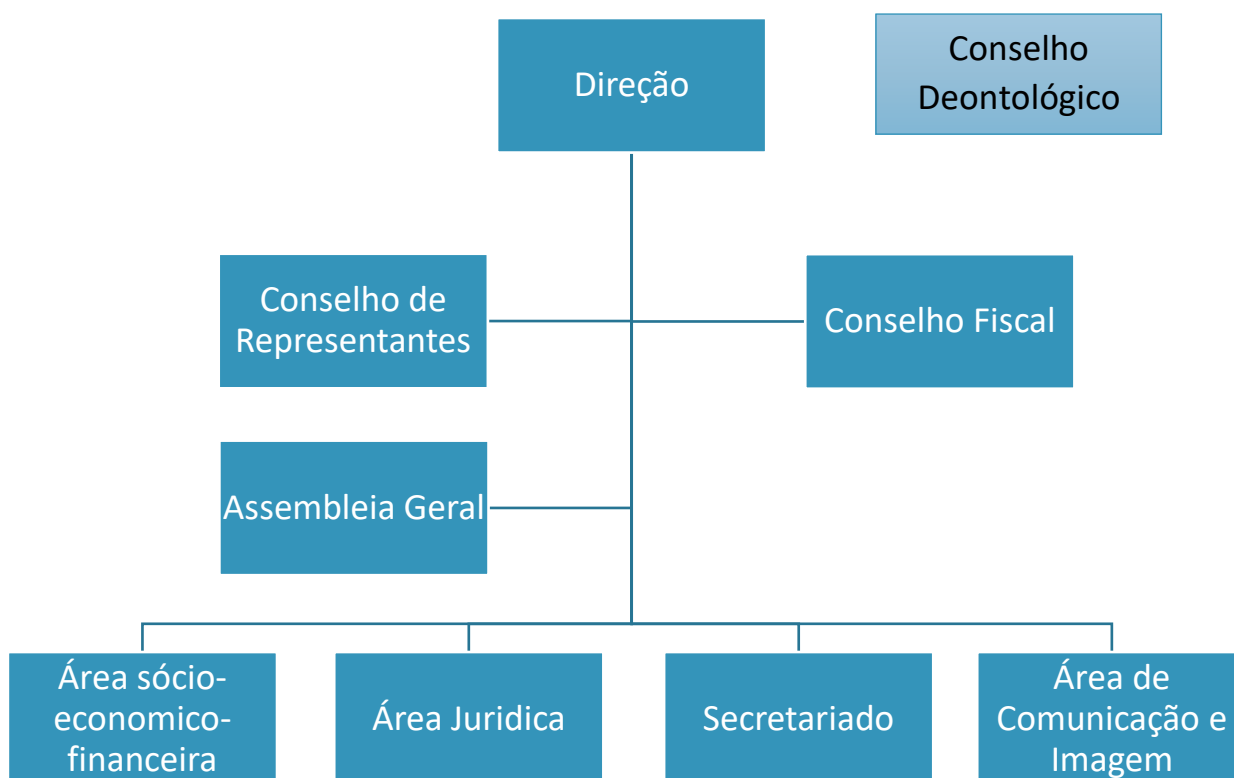 Direção
Conselho
Deontológico
Conselho de
Representantes
Conselho Fiscal
Assembleia Geral
Área sócio-
economico-
financeira
Área Juridica
Secretariado
Área de
Comunicação e
Imagem